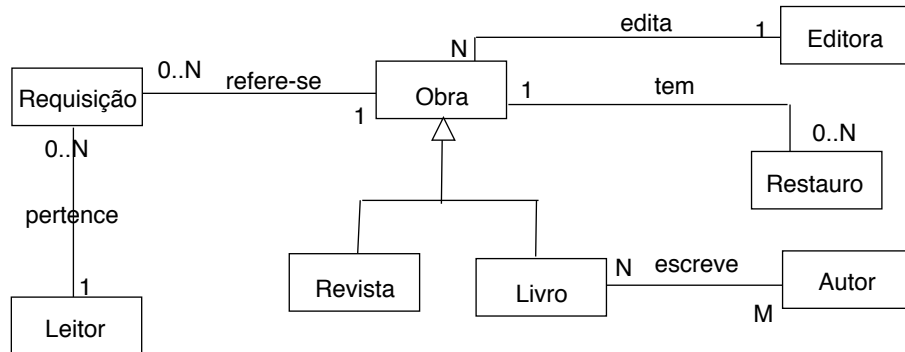 edita
1
Editora
N
0..N
refere-se
Requisição
Obra
1
1
tem
0..N
0..N
Restauro
pertence
1
Leitor
Revista
Livro
N
escreve
M
Autor